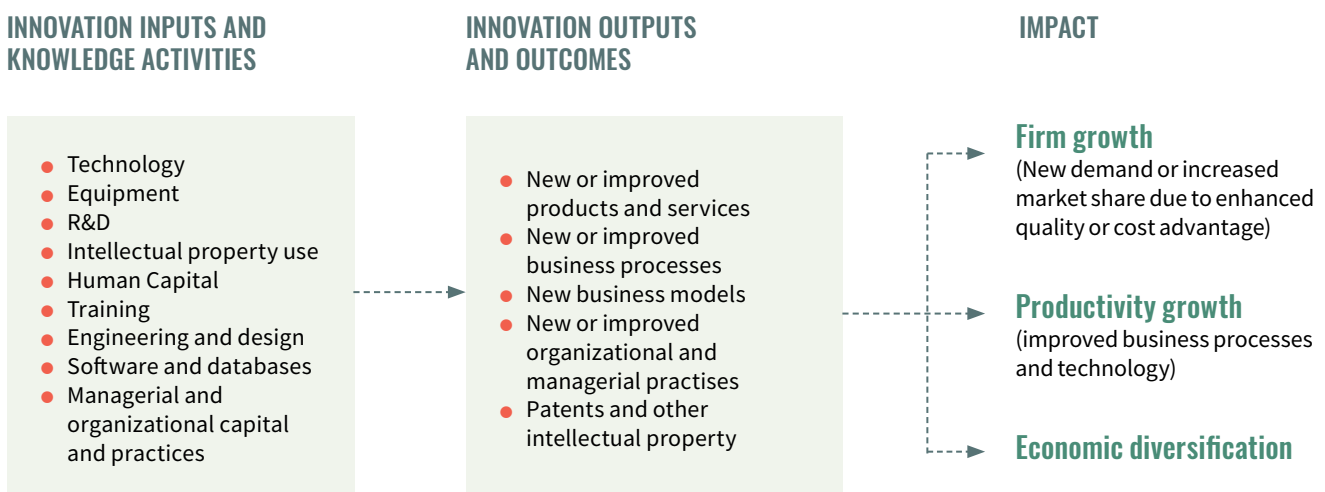 INNOVATION INPUTS AND
KNOWLEDGE ACTIVITIES
Technology
Equipment
R&D
Intellectual property use
Human Capital
Training
Engineering and design
Software and databases
Managerial and
organizational capital
and practices
INNOVATION OUTPUTS
AND OUTCOMES
New or improved
products and services
New or improved
business processes
New business models
New or improved
organizational and
managerial practises
Patents and other
intellectual property
IMPACT
Firm growth
(New demand or increased
market share due to enhanced
quality or cost advantage)
Productivity growth
(improved business processes
and technology)
Economic diversification